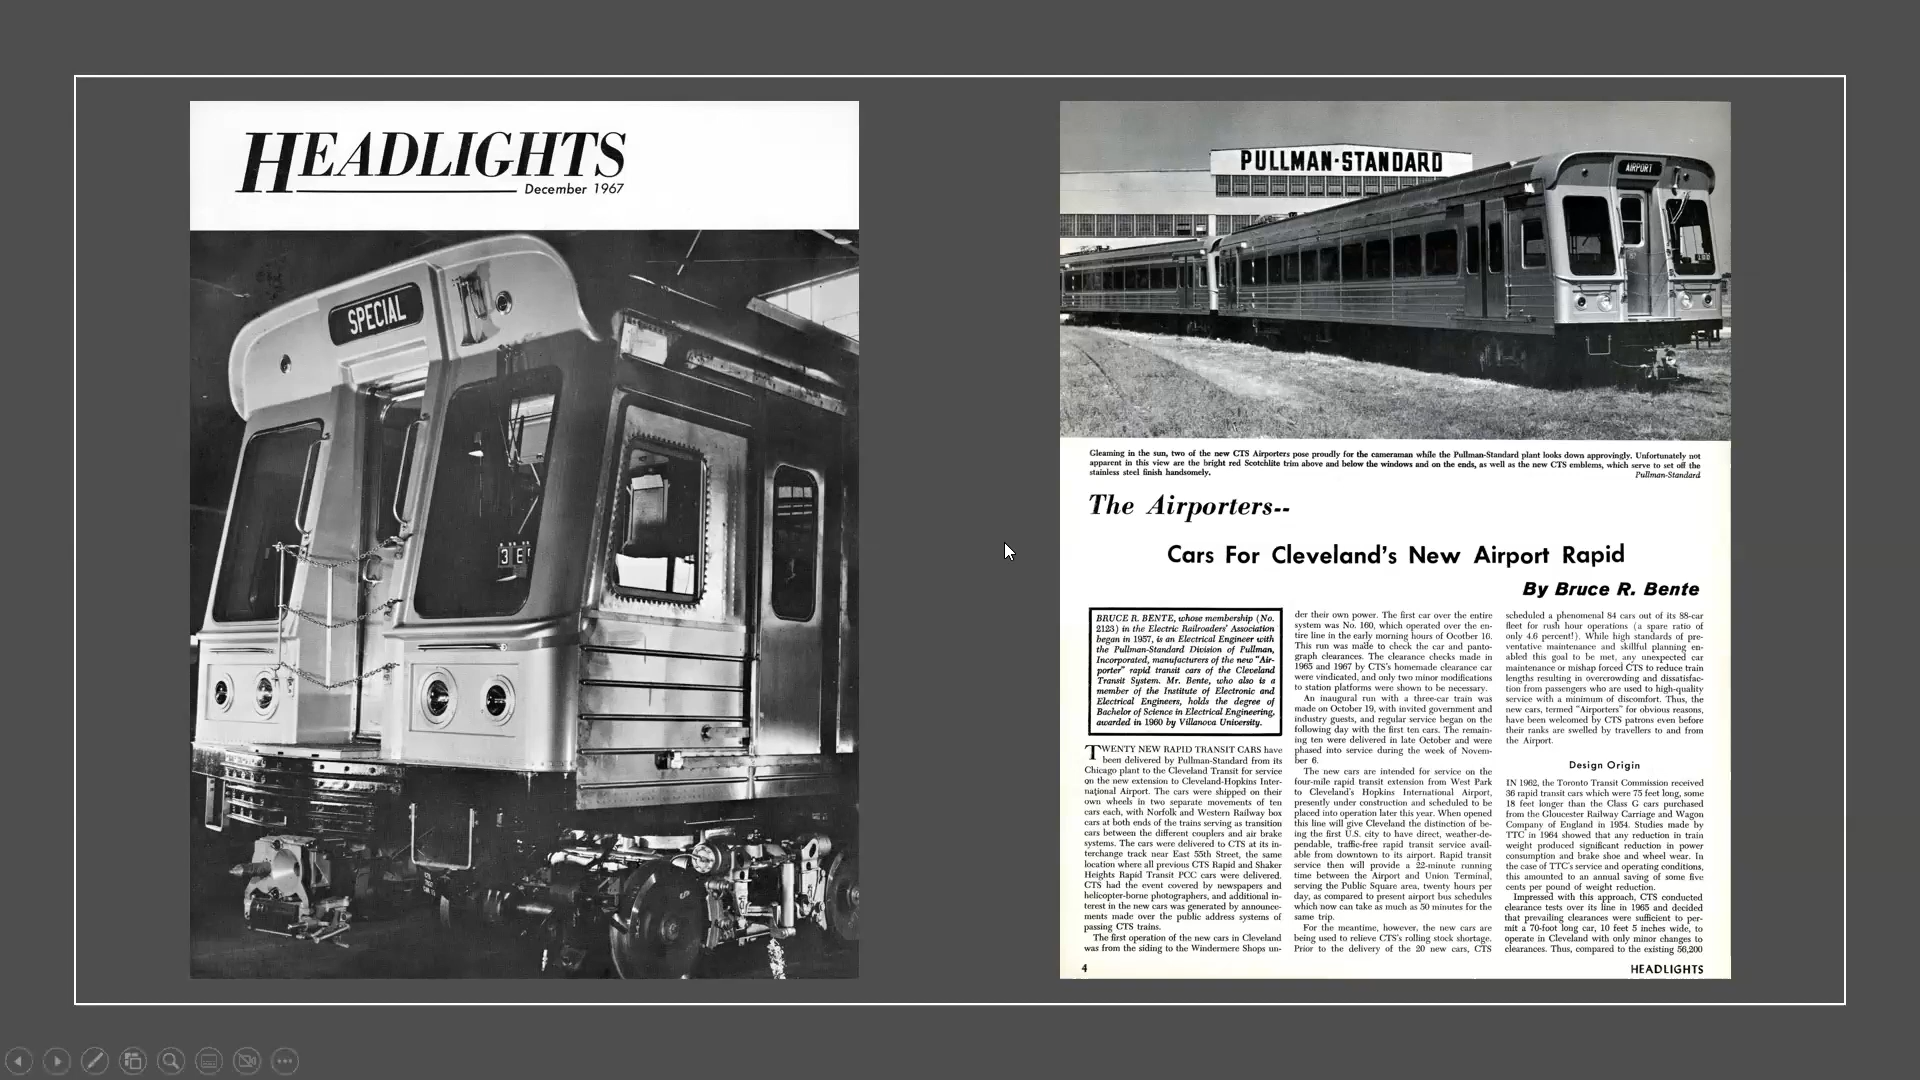 HEADLIGHTS
December 1967
SPECIAL
3 E
PULLMAN-STANDARD
AIRPORT
Gleaming in the sun, two of the new CTS Airporters pose proudly for the cameraman while the Pullman-Standard plant looks down approvingly. Unfortunately not
apparent in this view are the bright red Scotchlite trim above and below the windows and on the ends, as well as the new CTS emblems, which serve to set off the
stainless steel finish handsomely.
Pullman-Standard
The Airporters--
Cars For Cleveland's New Airport Rapid
By Bruce R. Bente
BRUCE R. BENTE, whose membership (No.
2123) in the Electric Railroaders' Association
began in 1957, is an Electrical Engineer with
the Pullman-Standard Division of Pullman,
Incorporated, manufacturers of the new "Air-
porter" rapid transit cars of the Cleveland
Transit System. Mr. Bente, who also is a
member of the Institute of Electronic and
Electrical Engineers, holds the degree of
Bachelor of Science in Electrical Engineering,
awarded in 1960 by Villanova University.
TWENTY NEW RAPID TRANSIT CARS have
been delivered by Pullman-Standard from its
Chicago plant to the Cleveland Transit for service
on the new extension to Cleveland-Hopkins Inter-
national Airport. The cars were shipped on their
own wheels in two separate movements of ten
cars each, with Norfolk and Western Railway box
cars at both ends of the trains serving as transition
cars between the different couplers and air brake
systems. The cars were delivered to CTS at its in-
terchange track near East 55th Street, the same
location where all previous CTS Rapid and Shaker
Heights Rapid Transit PCC cars were delivered.
CTS had the event covered by newspapers and
helicopter-borne photographers, and additional in-
terest in the new cars was generated by announce-
ments made over the public address systems of
passing CTS trains.
The first operation of the new cars in Cleveland
was from the siding to the Windermere Shops un-
der their own power. The first car over the entire
system was No. 160, which operated over the en-
tire line in the early morning hours of Ocotber 16.
This run was made to check the car and panto-
graph clearances. The clearance checks made in
1965 and 1967 by CTS's homemade clearance car
were vindicated, and only two minor modifications
to station platforms were shown to be necessary.
An inaugural run with a three-car train was
made on October 19, with invited government and
industry guests, and regular service began on the
following day with the first ten cars. The remain-
ing ten were delivered in late October and were
phased into service during the week of Novem-
ber 6.
The new cars are intended for service on the
four-mile rapid transit extension from West Park
to Cleveland's Hopkins International Airport,
presently under construction and scheduled to be
placed into operation later this year. When opened
this line will give Cleveland the distinction of be-
ing the first U.S. city to have direct, weather-de-
pendable, traffic-free rapid transit service avail-
able from downtown to its airport. Rapid transit
service then will provide a 22-minute running
time between the Airport and Union Terminal,
serving the Public Square area, twenty hours per
day, as compared to present airport bus schedules
which now can take as much as 50 minutes for the
same trip.
For the meantime, however, the new cars are
being used to relieve CTS's rolling stock shortage.
Prior to the delivery of the 20 new cars, CTS
scheduled a phenomenal 84 cars out of its 88-car
fleet for rush hour operations (a spare ratio of
only 4.6 percent!). While high standards of pre-
ventative maintenance and skillful planning en-
abled this goal to be met, any unexpected car
maintenance or mishap forced CTS to reduce train
lengths resulting in overcrowding and dissatisfac-
tion from passengers who are used to high-quality
service with a minimum of discomfort. Thus, the
new cars, termed "Airporters" for obvious reasons,
have been welcomed by CTS patrons even before
their ranks are swelled by travellers to and from
the Airport.
Design Origin
IN 1962, the Toronto Transit Commission received
36 rapid transit cars which were 75 feet long, some
18 feet longer than the Class G cars purchased
from the Gloucester Railway Carriage and Wagon
Company of England in 1954. Studies made by
TTC in 1964 showed that any reduction in train
weight produced significant reduction in power
consumption and brake shoe and wheel wear. In
the case of TTC's service and operating conditions,
this amounted to an annual saving of some five
cents per pound of weight reduction.
Impressed with this approach, CTS conducted
clearance tests over its line in 1965 and decided
that prevailing clearances were sufficient to per-
mit a 70-foot long car, 10 feet 5 inches wide, to
operate in Cleveland with only minor changes to
clearances. Thus, compared to the existing 56,200
4
HEADLIGHTS